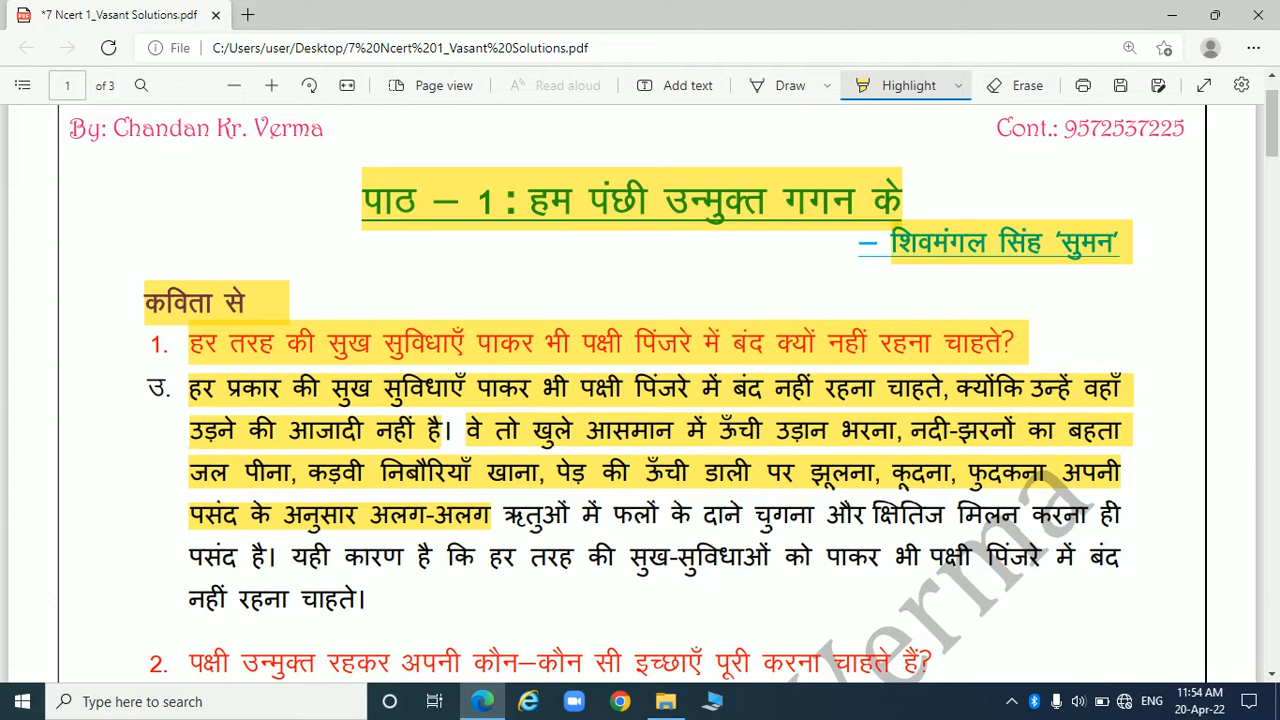 *7 Ncert 1_Vasant Solutions.pdf
File C:/Users/user/Desktop/7%20Ncert%201_Vasant%20Solutions.pdf
1 of 3 Page view Read aloud Add text Draw Highlight Erase
By: Chandan Kr. Verma Cont.: 9572537225
पाठ – 1 : हम पंछी उन्मुक्त गगन के
– शिवमंगल सिंह ‘सुमन’
कविता से
1. हर तरह की सुख सुविधाएँ पाकर भी पक्षी पिंजरे में बंद क्यों नहीं रहना चाहते?
उ. हर प्रकार की सुख सुविधाएँ पाकर भी पक्षी पिंजरे में बंद नहीं रहना चाहते, क्योंकि उन्हें वहाँ
उड़ने की आजादी नहीं है। वे तो खुले आसमान में ऊँची उड़ान भरना, नदी-झरनों का बहता
जल पीना, कड़वी निबौरियाँ खाना, पेड़ की ऊँची डाली पर झूलना, कूदना, फुदकना अपनी
पसंद के अनुसार अलग-अलग ऋतुओं में फलों के दाने चुगना और क्षितिज मिलन करना ही
पसंद है। यही कारण है कि हर तरह की सुख-सुविधाओं को पाकर भी पक्षी पिंजरे में बंद
नहीं रहना चाहते।
Verma
2. पक्षी उन्मुक्त रहकर अपनी कौन–कौन सी इच्छाएँ पूरी करना चाहते हैं?
Type here to search ENG 11:54 AM
20-Apr-22